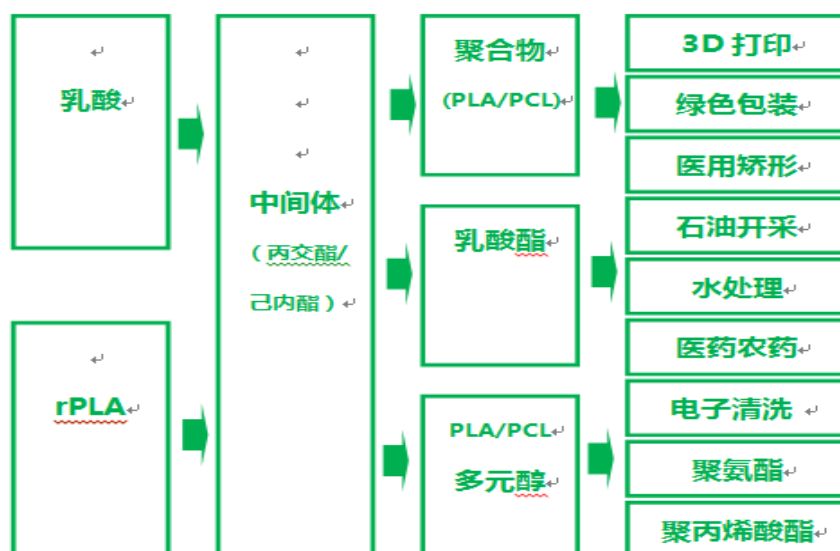 乳酸
rPLA
中间体
（丙交酯/
己内酯）
聚合物
(PLA/PCL)
乳酸酯
PLA/PCL
多元醇
3D 打印
绿色包装
医用矫形
石油开采
水处理
医药农药
电子清洗
聚氨酯
聚丙烯酸酯